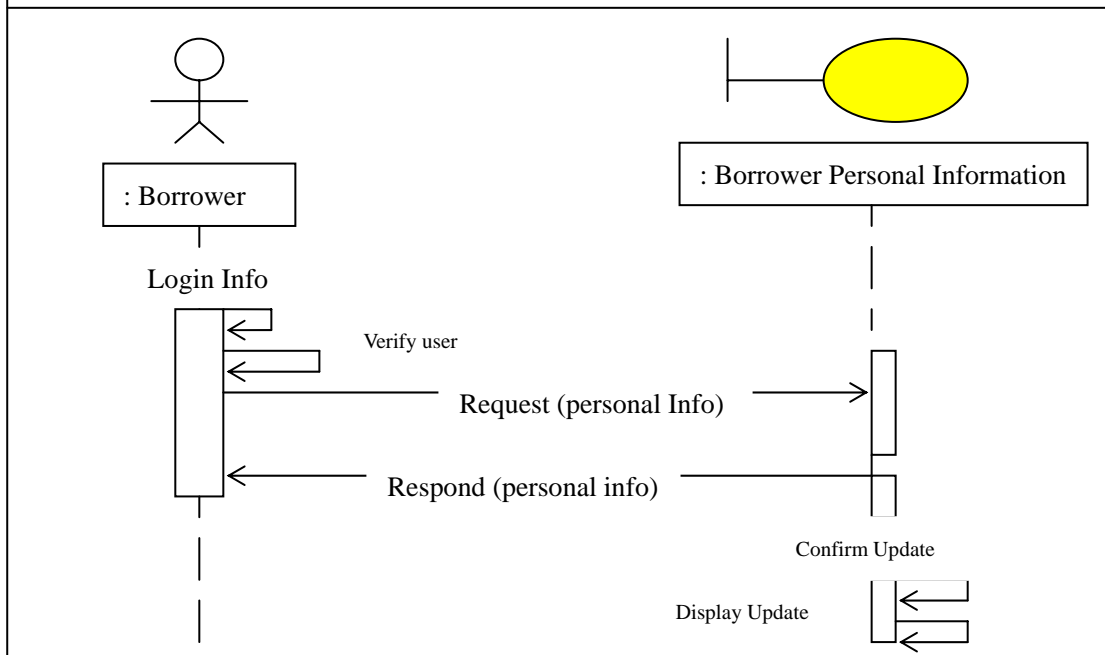 : Borrower
: Borrower Personal Information
Login Info
Verify user
Request (personal Info)
Respond (personal info)
Confirm Update
Display Update